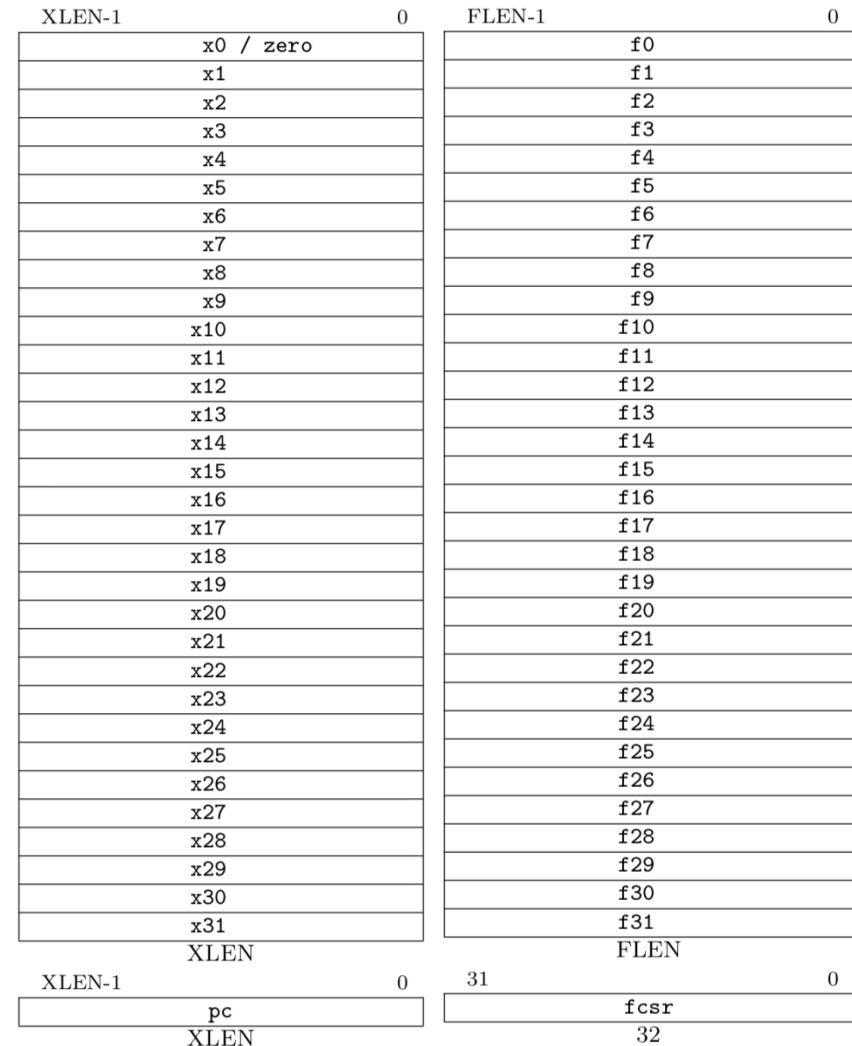 XLEN-1 0
x0 / zero
x1
x2
x3
x4
x5
x6
x7
x8
x9
x10
x11
x12
x13
x14
x15
x16
x17
x18
x19
x20
x21
x22
x23
x24
x25
x26
x27
x28
x29
x30
x31
XLEN
XLEN-1 0
pc
XLEN
FLEN-1 0
f0
f1
f2
f3
f4
f5
f6
f7
f8
f9
f10
f11
f12
f13
f14
f15
f16
f17
f18
f19
f20
f21
f22
f23
f24
f25
f26
f27
f28
f29
f30
f31
FLEN
31 0
fcsr
32